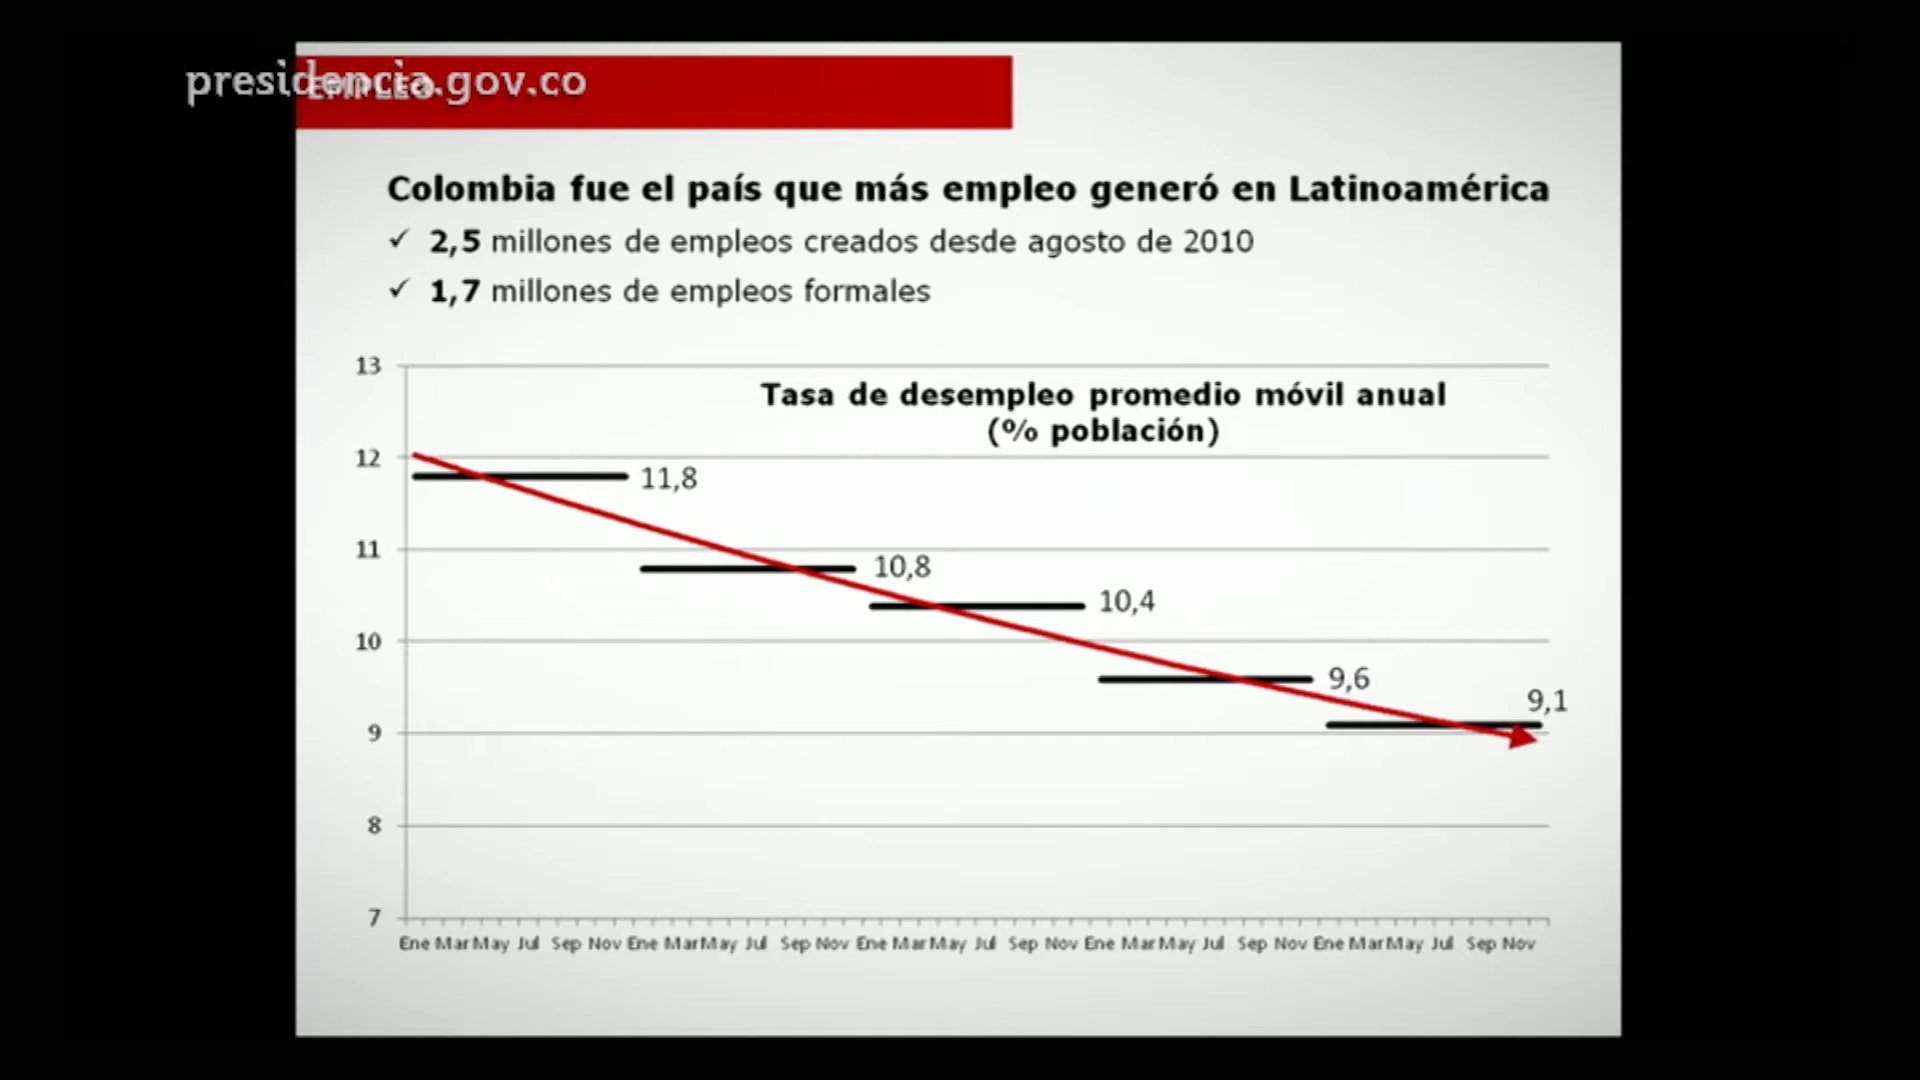 presidencia.gov.co
EMPLEO
Colombia fue el país que más empleo generó en Latinoamérica
✓ 2,5 millones de empleos creados desde agosto de 2010
✓ 1,7 millones de empleos formales
Tasa de desempleo promedio móvil anual
(% población)
13
12
11
10
9
8
7
11,8
10,8
10,4
9,6
9,1
Ene Mar May Jul Sep Nov Ene Mar May Jul Sep Nov Ene Mar May Jul Sep Nov Ene Mar May Jul Sep Nov Ene Mar May Jul Sep Nov